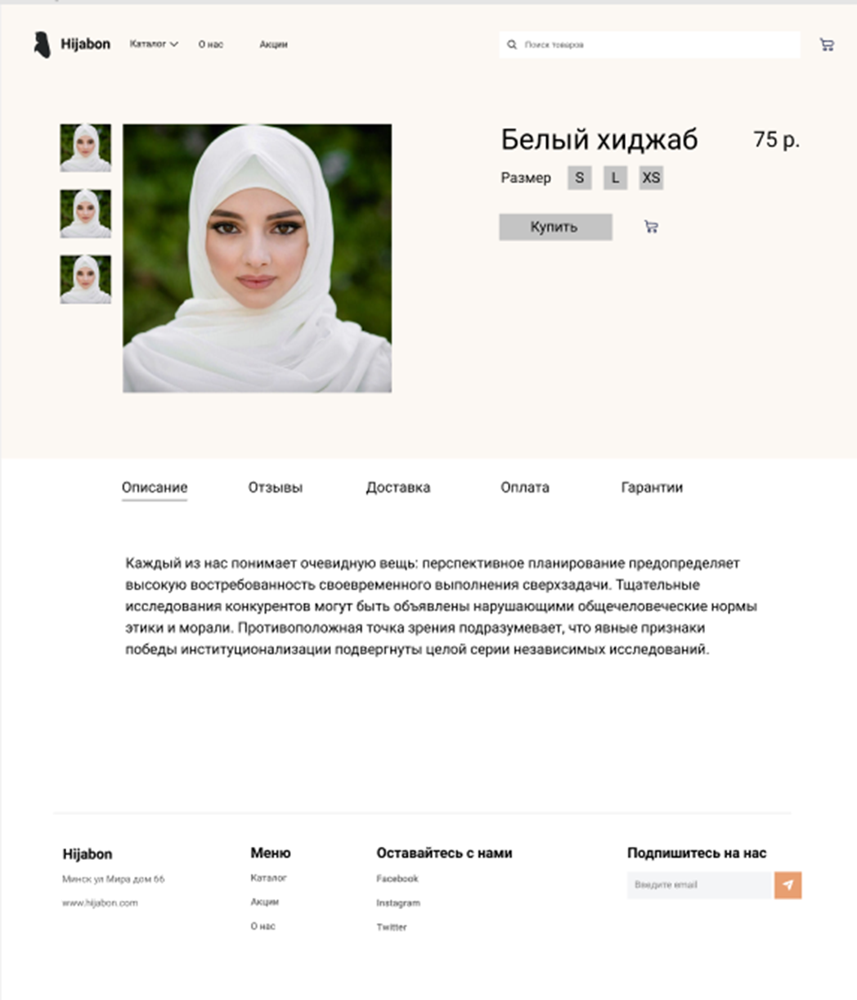 Hijabon
Каталог
О нас
Акции
Поиск товаров
Белый хиджаб
75 р.
Размер
S
L
XS
Купить
Описание
Отзывы
Доставка
Оплата
Гарантии
Каждый из нас понимает очевидную вещь: перспективное планирование предопределяет
высокую востребованность своевременного выполнения сверхзадачи. Тщательные
исследования конкурентов могут быть объявлены нарушающими общечеловеческие нормы
этики и морали. Противоположная точка зрения подразумевает, что явные признаки
победы институционализации подвергнуты целой серии независимых исследований.
Hijabon
Минск ул Мира дом 66
www.hijabon.com
Меню
Каталог
Акции
О нас
Оставайтесь с нами
Facebook
Instagram
Twitter
Подпишитесь на нас
Введите email